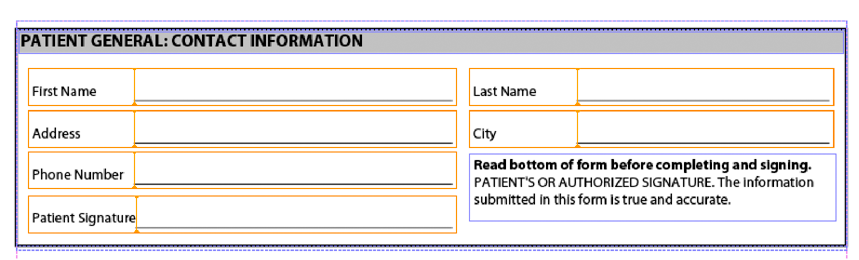 PATIENT GENERAL: CONTACT INFORMATION
First Name
Last Name
Address
City
Phone Number
Read bottom of form before completing and signing.
PATIENT'S OR AUTHORIZED SIGNATURE. The information
submitted in this form is true and accurate.
Patient Signature